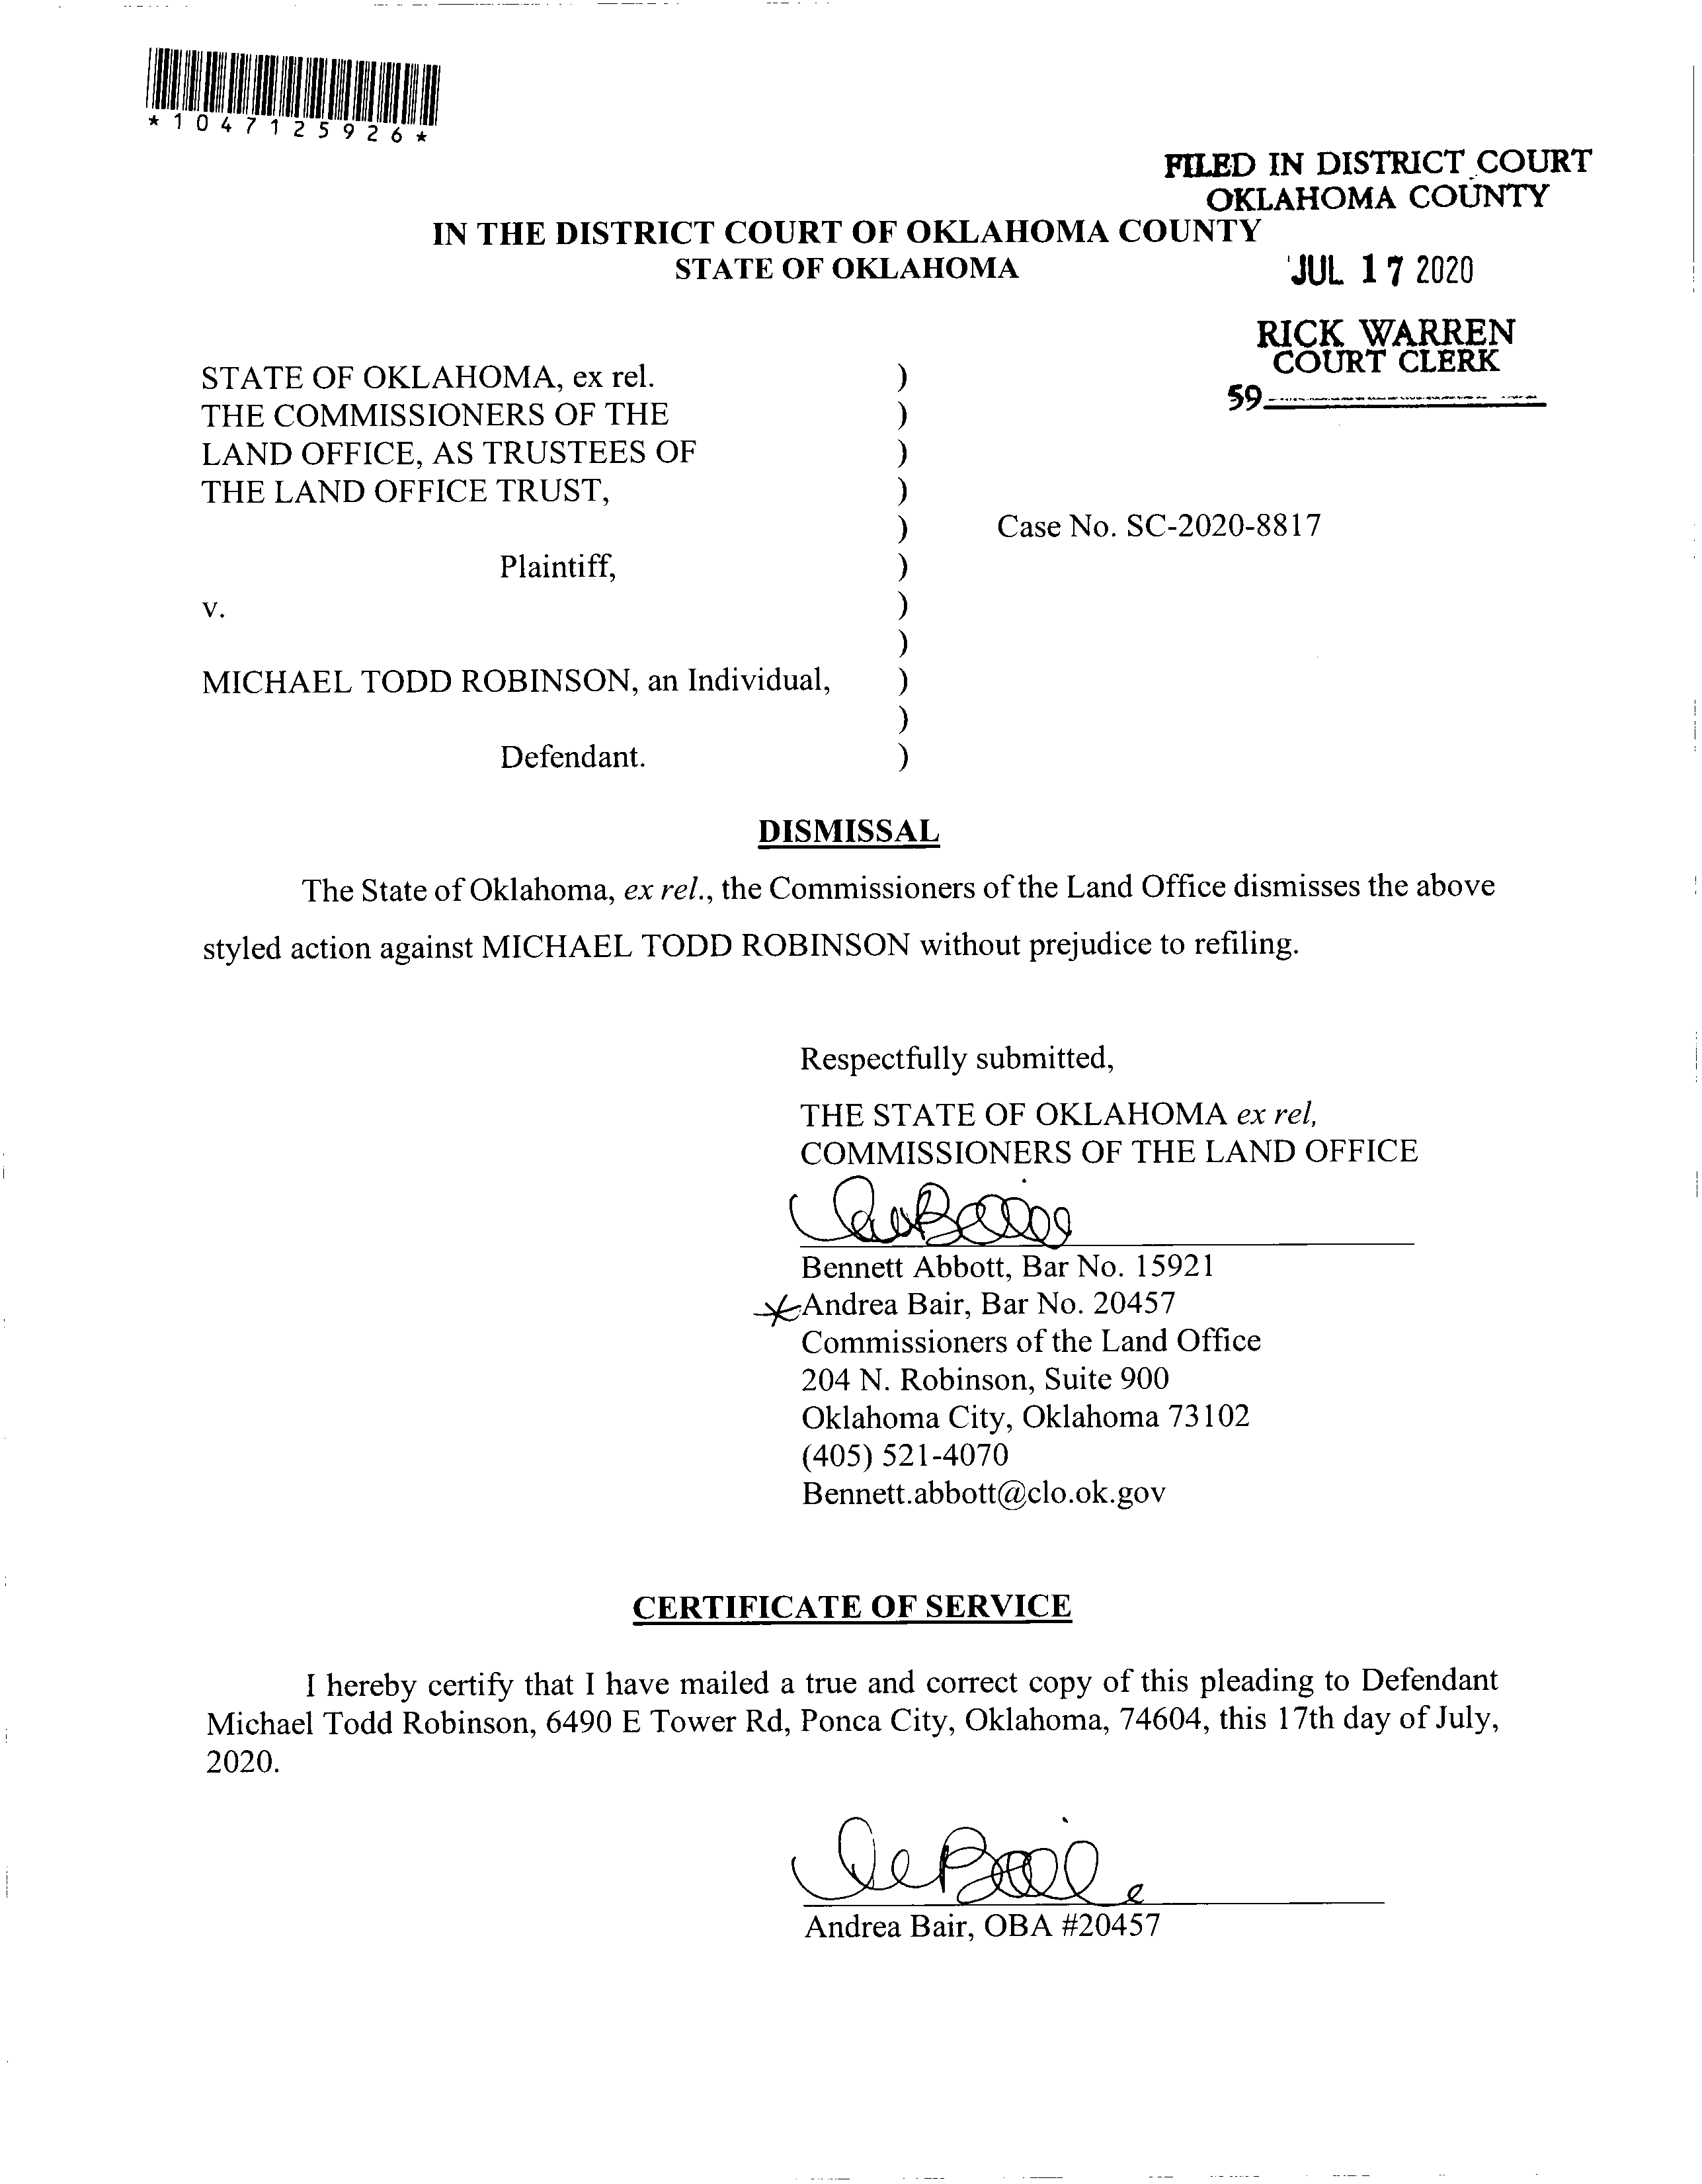 *1047125926*
FILED IN DISTRICT COURT
OKLAHOMA COUNTY
IN THE DISTRICT COURT OF OKLAHOMA COUNTY
STATE OF OKLAHOMA
JUL 17 2020
RICK WARREN
COURT CLERK
59
STATE OF OKLAHOMA, ex rel. )
THE COMMISSIONERS OF THE )
LAND OFFICE, AS TRUSTEES OF )
THE LAND OFFICE TRUST, )
) Case No. SC-2020-8817
Plaintiff, )
v. )
)
MICHAEL TODD ROBINSON, an Individual, )
)
Defendant. )
DISMISSAL
The State of Oklahoma, ex rel., the Commissioners of the Land Office dismisses the above
styled action against MICHAEL TODD ROBINSON without prejudice to refiling.
Respectfully submitted,
THE STATE OF OKLAHOMA ex rel,
COMMISSIONERS OF THE LAND OFFICE
Bennett Abbott, Bar No. 15921
Andrea Bair, Bar No. 20457
Commissioners of the Land Office
204 N. Robinson, Suite 900
Oklahoma City, Oklahoma 73102
(405) 521-4070
Bennett.abbott@clo.ok.gov
CERTIFICATE OF SERVICE
I hereby certify that I have mailed a true and correct copy of this pleading to Defendant
Michael Todd Robinson, 6490 E Tower Rd, Ponca City, Oklahoma, 74604, this 17th day of July,
2020.
Andrea Bair, OBA #20457